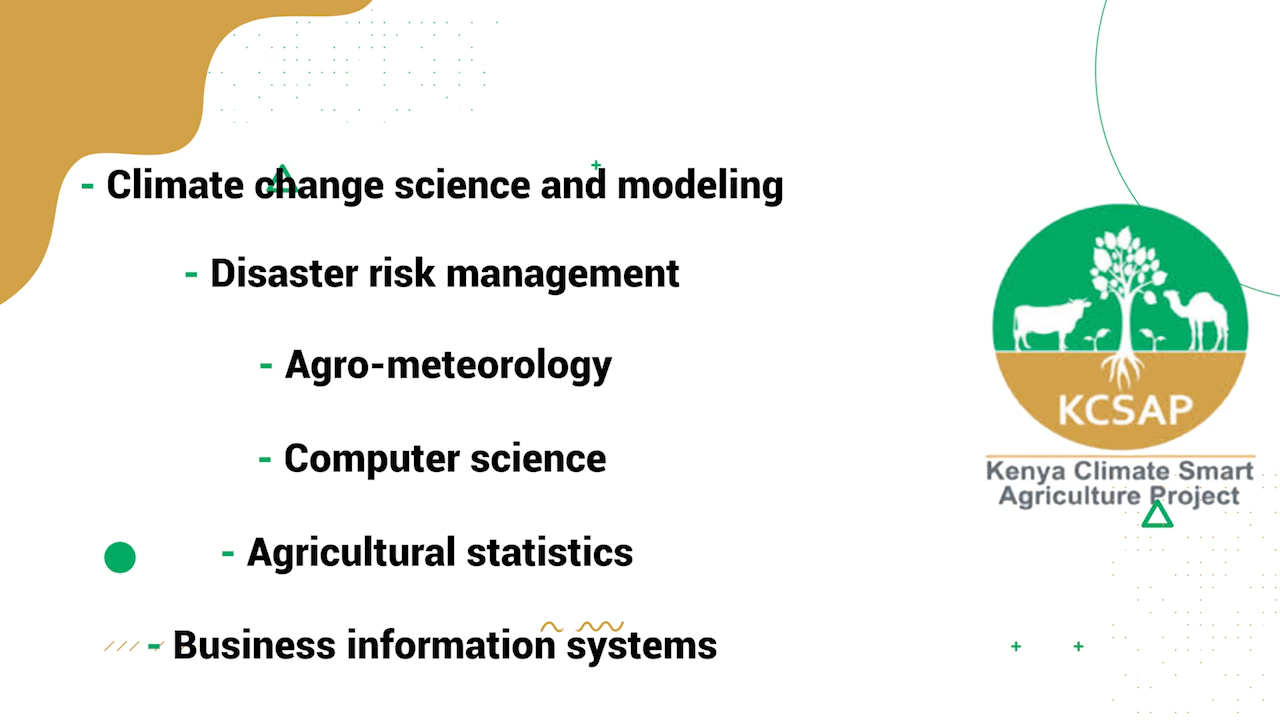 - Climate change science and modeling
- Disaster risk management
- Agro-meteorology
- Computer science
- Agricultural statistics
- Business information systems
KCSAP
Kenya Climate Smart
Agriculture Project